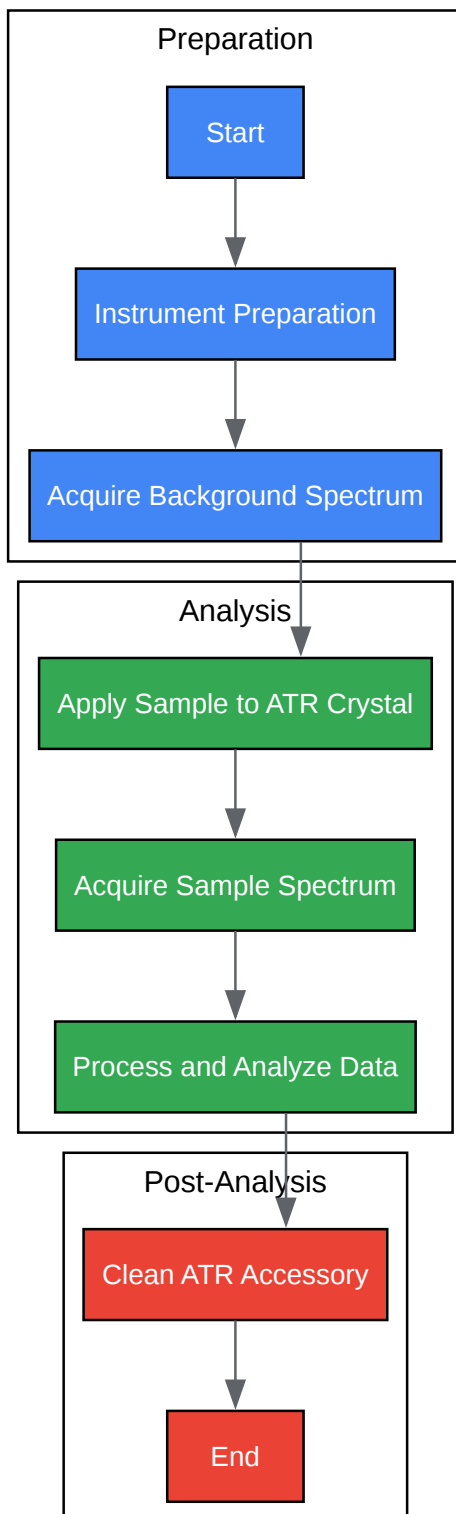 Preparation
Start
Instrument Preparation
Acquire Background Spectrum
Analysis
Apply Sample to ATR Crystal
Acquire Sample Spectrum
Process and Analyze Data
Post-Analysis
Clean ATR Accessory
End